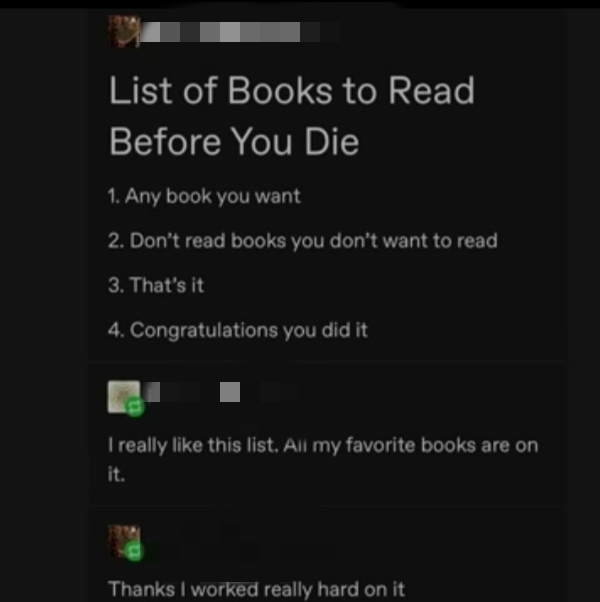 List of Books to Read
Before You Die
1. Any book you want
2. Don't read books you don't want to read
3. That's it
4. Congratulations you did it
I really like this list. All my favorite books are on
it.
Thanks I worked really hard on it